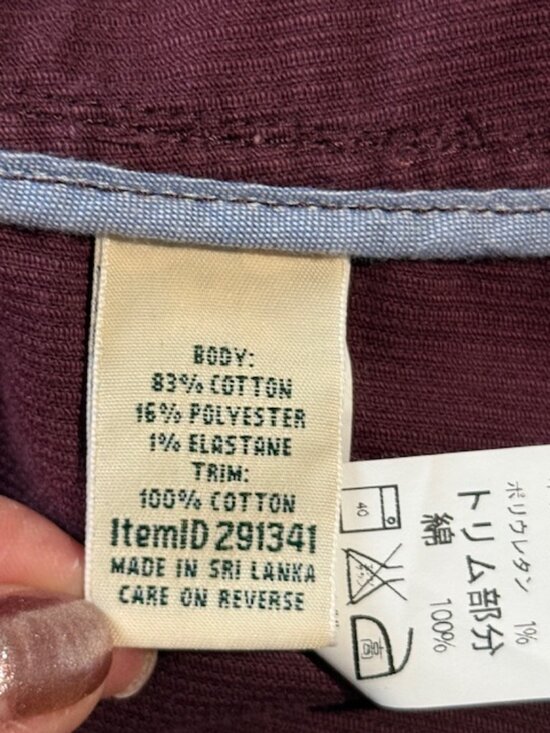 BODY:
83% COTTON
16% POLYESTER
1% ELASTANE
TRIM:
100% COTTON
ItemID 291341
MADE IN SRI LANKA
CARE ON REVERSE
ポリウレタン 1%
トリム部分
綿 100%
40
高